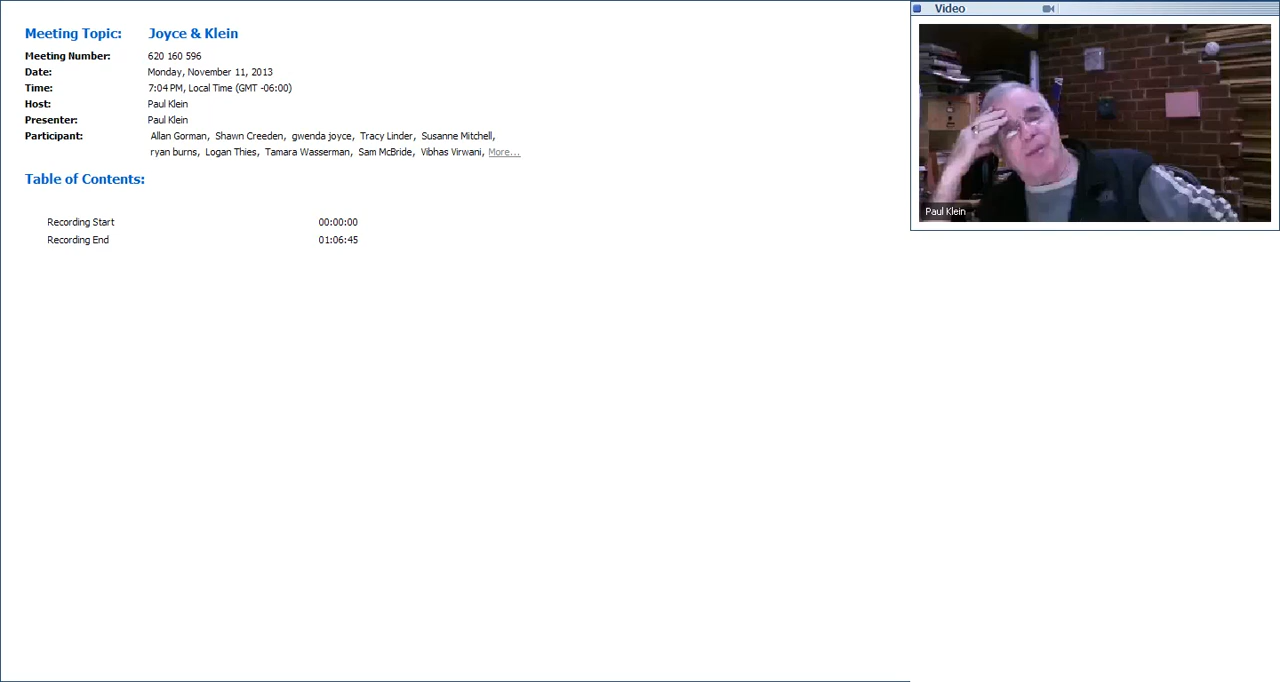 Meeting Topic: Joyce & Klein
Meeting Number: 620 160 596
Date: Monday, November 11, 2013
Time: 7:04 PM, Local Time (GMT -06:00)
Host: Paul Klein
Presenter: Paul Klein
Participant: Allan Gorman, Shawn Creeden, gwenda joyce, Tracy Linder, Susanne Mitchell,
ryan burns, Logan Thies, Tamara Wasserman, Sam McBride, Vibhas Virwani, More...
Table of Contents:
Recording Start 00:00:00
Recording End 01:06:45
Video
Paul Klein